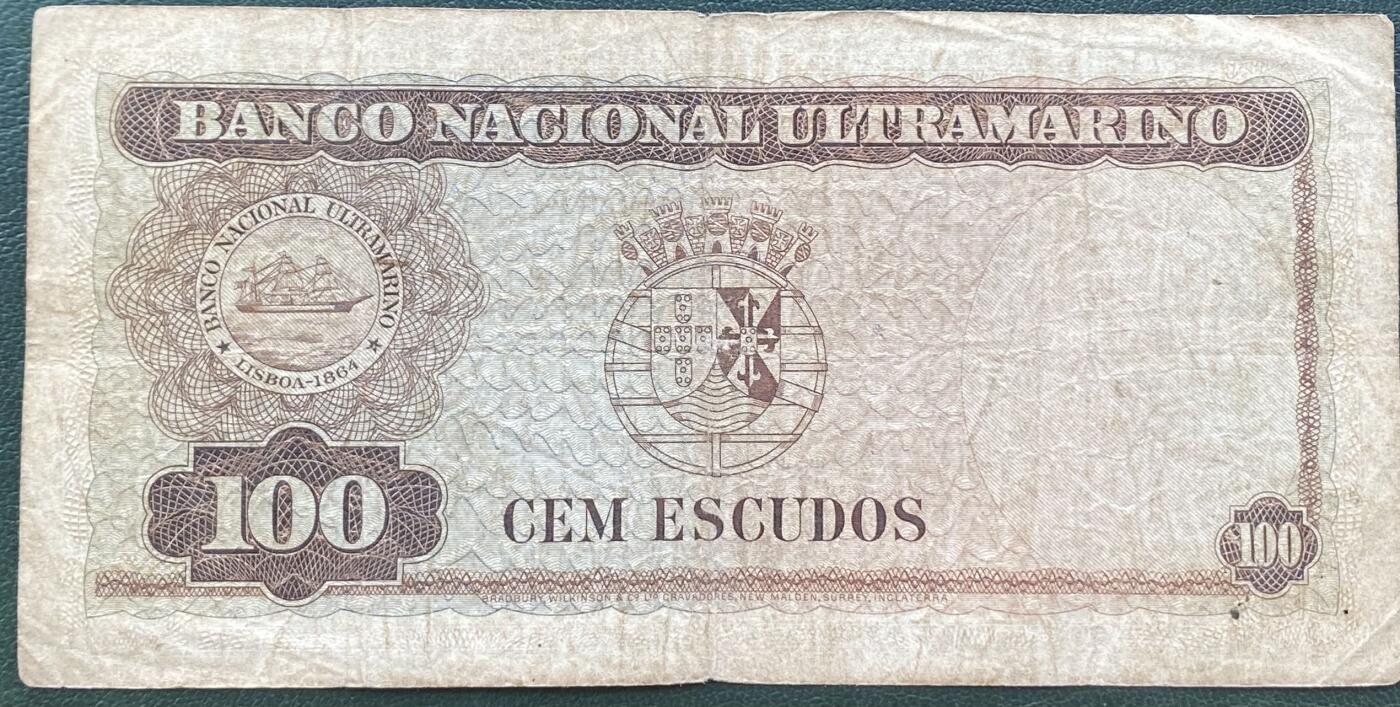 BANCO NACIONAL ULTRAMARINO
BANCO NACIONAL ULTRAMARINO
★ LISBOA-1864 ★
100
CEM ESCUDOS
100
BRADBURY, WILKINSON & Cº Lᴰ GRAVADORES, NEW MALDEN, SURREY, INGLATERRA